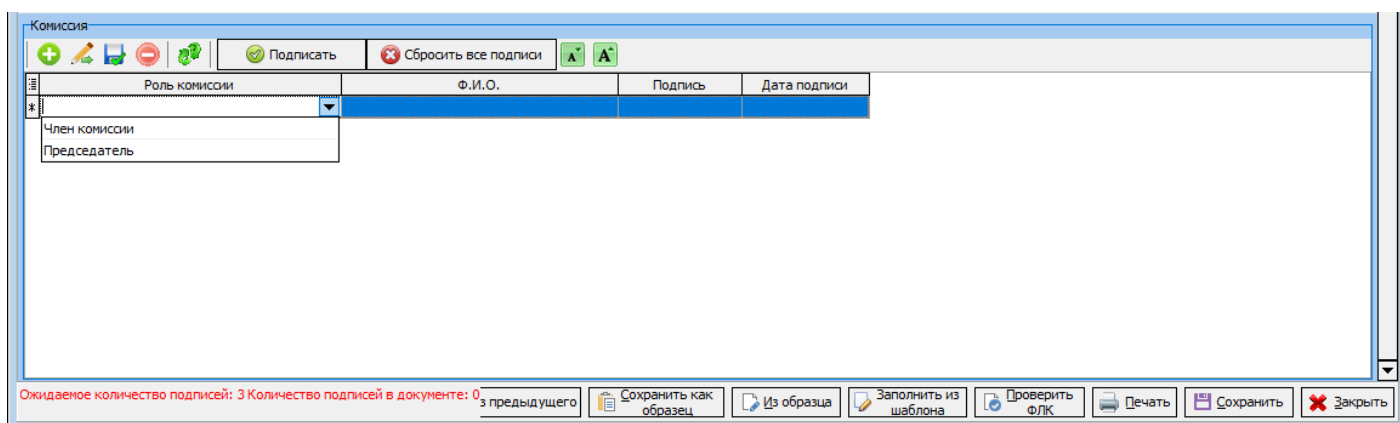 Комиссия
Подписать Сбросить все подписи A A
Роль комиссии Ф.И.О. Подпись Дата подписи
*
Член комиссии
Председатель
Ожидаемое количество подписей: 3 Количество подписей в документе: 0
з предыдущего
Сохранить как
образец
Из образца
Заполнить из
шаблона
Проверить
ФЛК
Печать
Сохранить
Закрыть